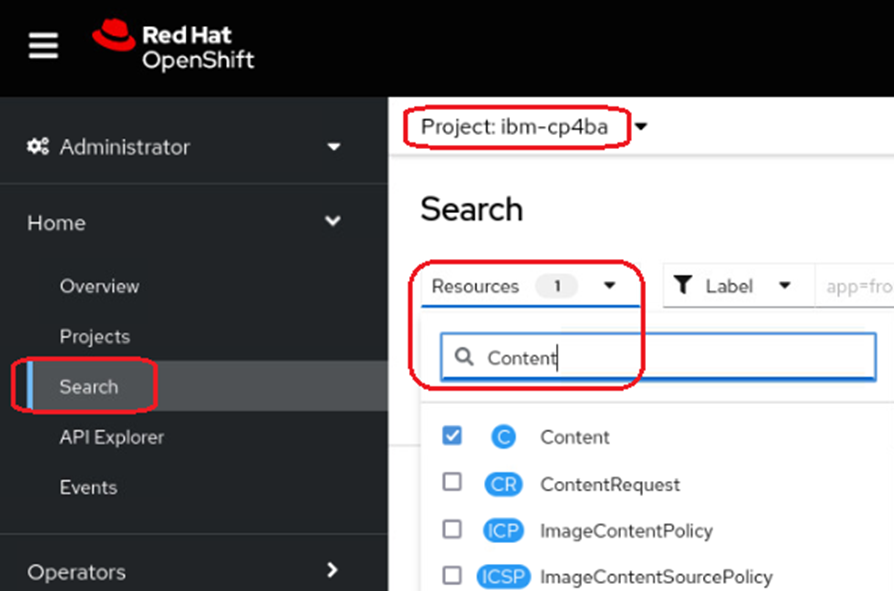 Red Hat
OpenShift
Administrator
Home
Overview
Projects
Search
API Explorer
Events
Operators
Project: ibm-cp4ba
Search
Resources 1
Label
app=fro
Content
C Content
CR ContentRequest
ICP ImageContentPolicy
ICSP ImageContentSourcePolicy